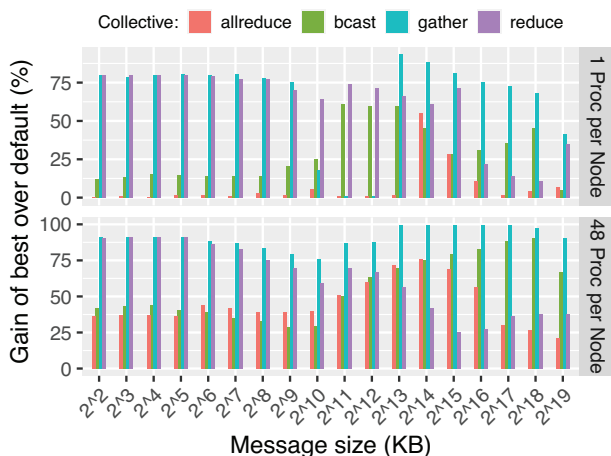 Collective: allreduce bcast gather reduce
Gain of best over default (%)
75
50
25
0
1 Proc per Node
100
75
50
25
0
48 Proc per Node
2^2 2^3 2^4 2^5 2^6 2^7 2^8 2^9 2^10 2^11 2^12 2^13 2^14 2^15 2^16 2^17 2^18 2^19
Message size (KB)